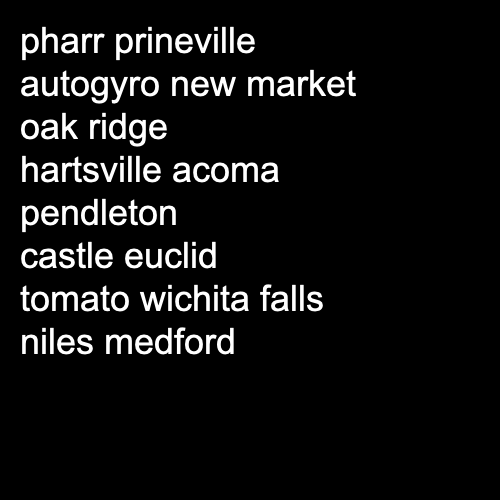 pharr prineville
autogyro new market
oak ridge
hartsville acoma
pendleton
castle euclid
tomato wichita falls
niles medford